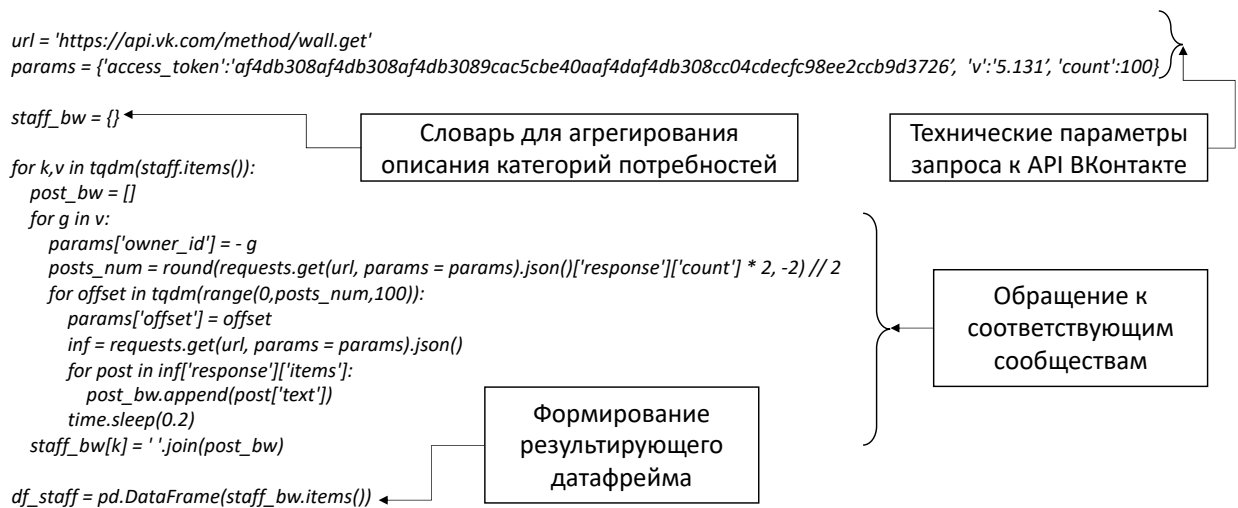 url = 'https://api.vk.com/method/wall.get'
params = {'access_token':'af4db308af4db308af4db3089cac5cbe40aaf4daf4db308cc04cdecfc98ee2ccb9d3726', 'v':'5.131', 'count':100}
staff_bw = {}
Словарь для агрегирования
описания категорий потребностей
Технические параметры
запроса к API ВКонтакте
for k,v in tqdm(staff.items()):
post_bw = []
for g in v:
params['owner_id'] = - g
posts_num = round(requests.get(url, params = params).json()['response']['count'] * 2, -2) // 2
for offset in tqdm(range(0,posts_num,100)):
params['offset'] = offset
inf = requests.get(url, params = params).json()
for post in inf['response']['items']:
post_bw.append(post['text'])
time.sleep(0.2)
staff_bw[k] = ' '.join(post_bw)
Обращение к
соответствующим
сообществам
Формирование
результирующего
датафрейма
df_staff = pd.DataFrame(staff_bw.items())